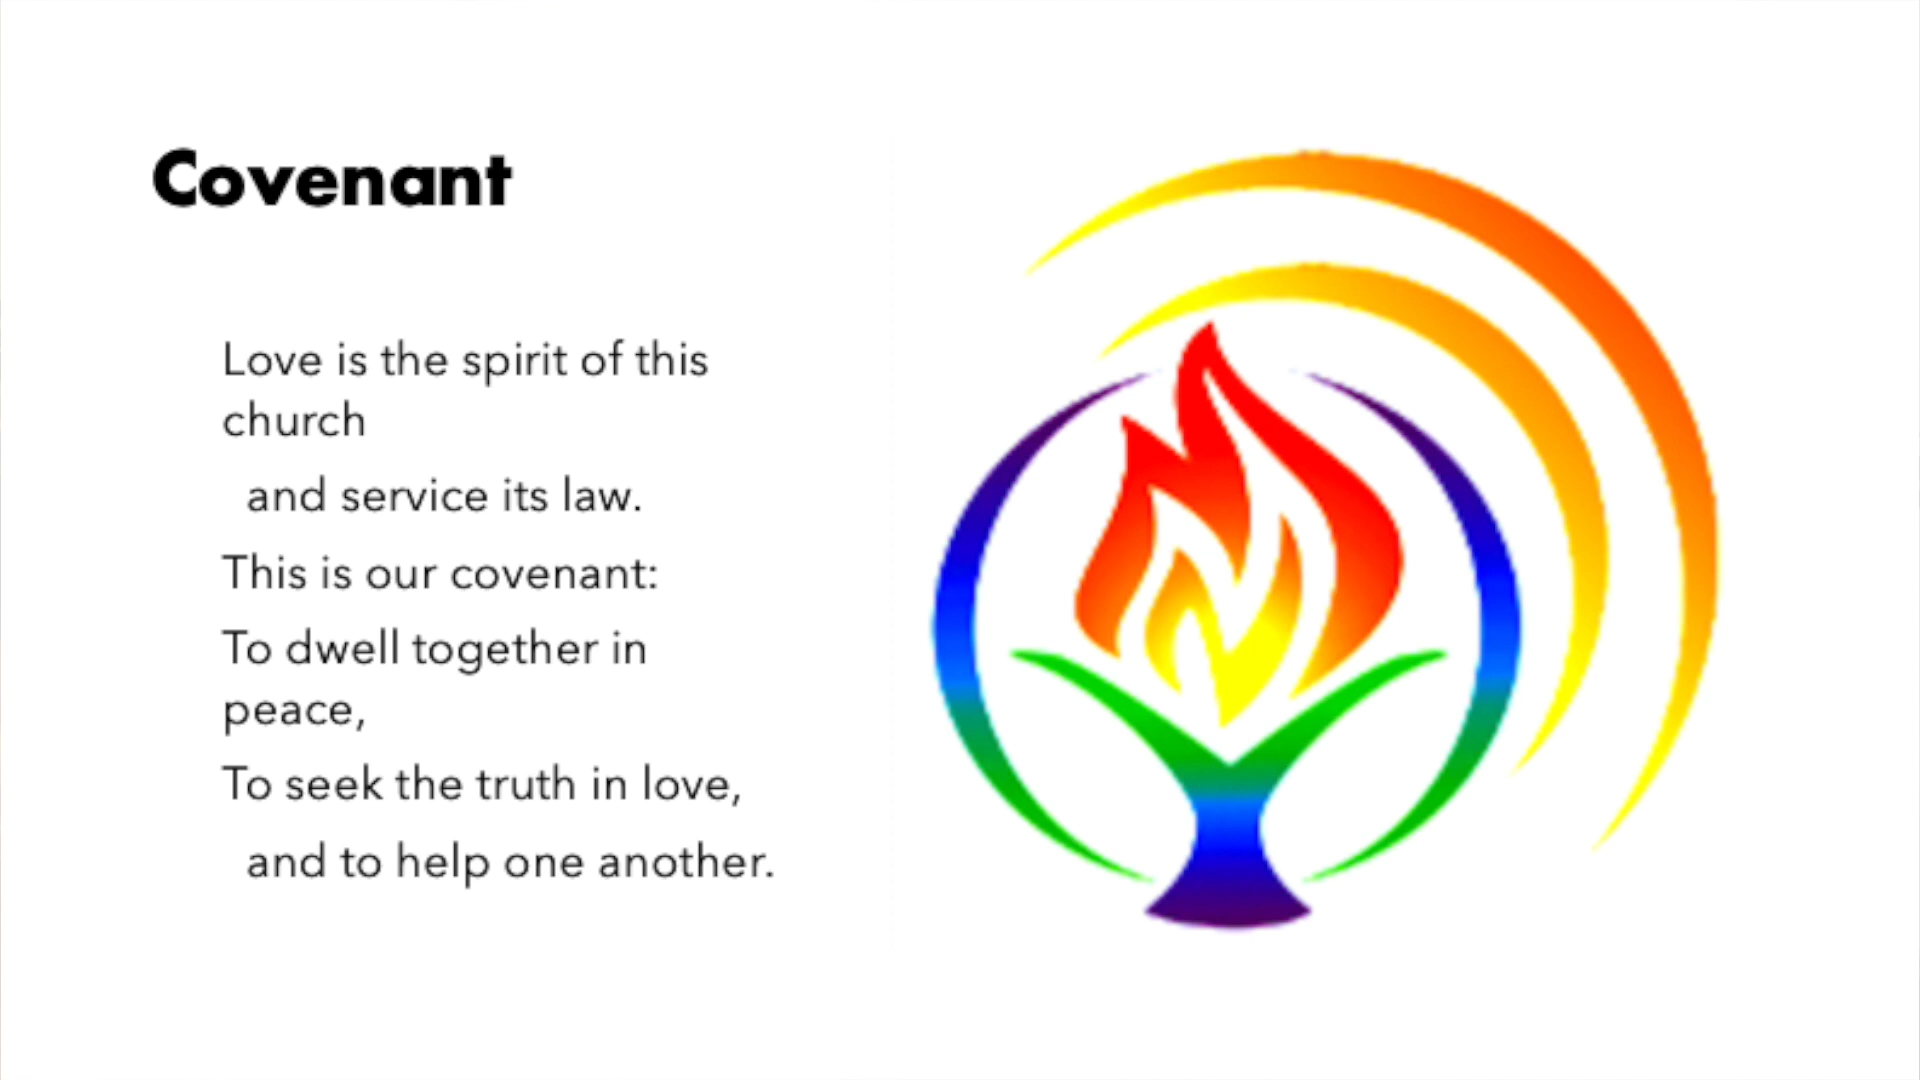 Covenant
Love is the spirit of this
church
and service its law.
This is our covenant:
To dwell together in
peace,
To seek the truth in love,
and to help one another.